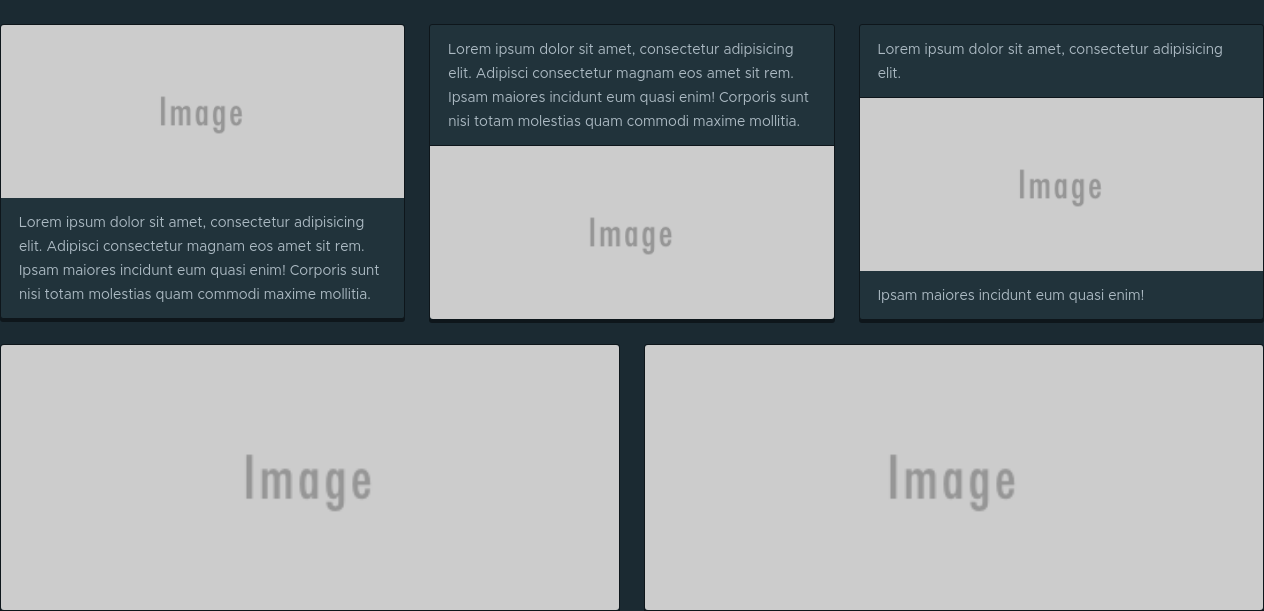 Image
Lorem ipsum dolor sit amet, consectetur adipisicing
elit. Adipisci consectetur magnam eos amet sit rem.
Ipsam maiores incidunt eum quasi enim! Corporis sunt
nisi totam molestias quam commodi maxime mollitia.
Lorem ipsum dolor sit amet, consectetur adipisicing
elit. Adipisci consectetur magnam eos amet sit rem.
Ipsam maiores incidunt eum quasi enim! Corporis sunt
nisi totam molestias quam commodi maxime mollitia.
Image
Lorem ipsum dolor sit amet, consectetur adipisicing
elit.
Image
Ipsam maiores incidunt eum quasi enim!
Image
Image